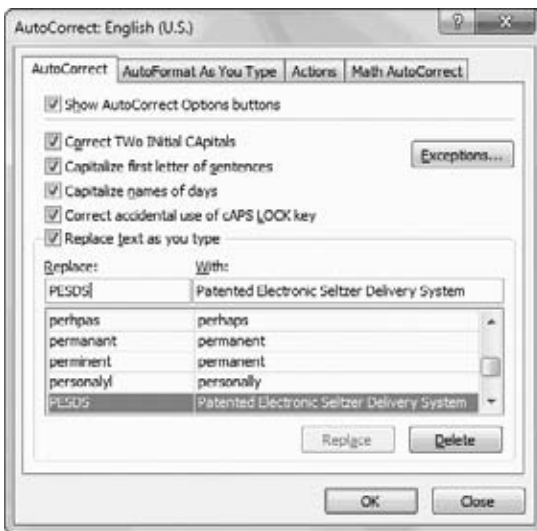 AutoCorrect: English (U.S.)
AutoCorrect AutoFormat As You Type Actions Math AutoCorrect
Show AutoCorrect Options buttons
Correct TWo INitial CApitals
Exceptions...
Capitalize first letter of sentences
Capitalize names of days
Correct accidental use of cAPS LOCK key
Replace text as you type
Replace: With:
PESDS Patented Electronic Seltzer Delivery System
perhpas perhaps
permanant permanent
perminent permanent
personalyl personally
PESDS Patented Electronic Seltzer Delivery System
Replace Delete
OK Close